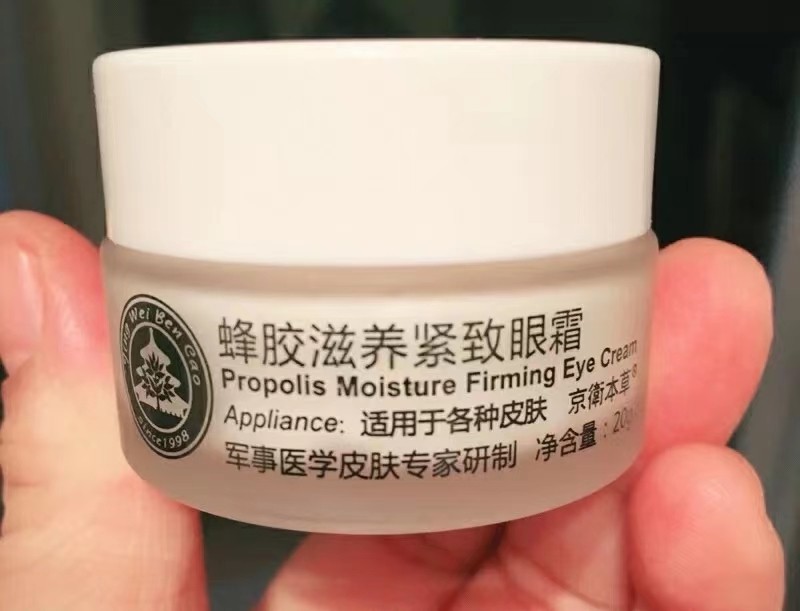 Jing Wei Ben Cao
since1998
蜂胶滋养紧致眼霜
Propolis Moisture Firming Eye Cream
Appliance: 适用于各种皮肤 京衛本草®
军事医学皮肤专家研制 净含量：20g